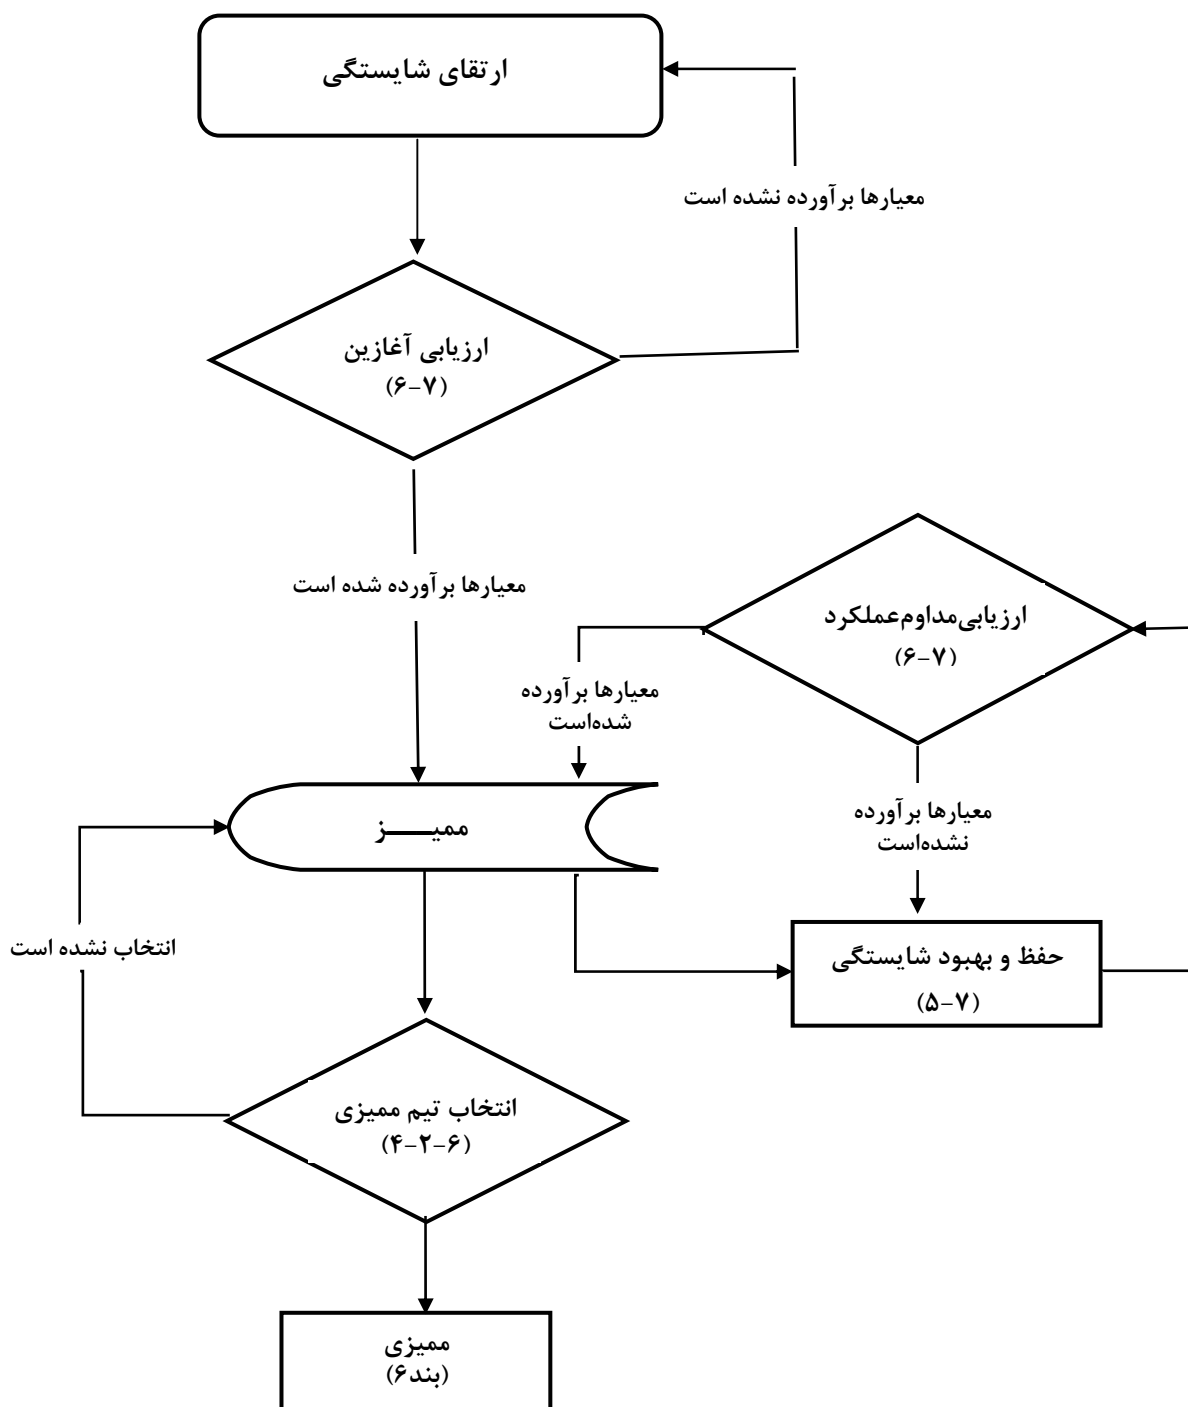 ارتقای شایستگی
معیارها برآورده نشده است
ارزیابی آغازین
(۶-۷)
معیارها برآورده شده است
ارزیابی‌مداوم‌عملکرد
(۶-۷)
معیارها برآورده
شده‌است
ممیـــــز
معیارها برآورده
نشده‌است
انتخاب نشده است
حفظ و بهبود شایستگی
(۵-۷)
انتخاب تیم ممیزی
(۴-۲-۶)
ممیزی
(بند۶)